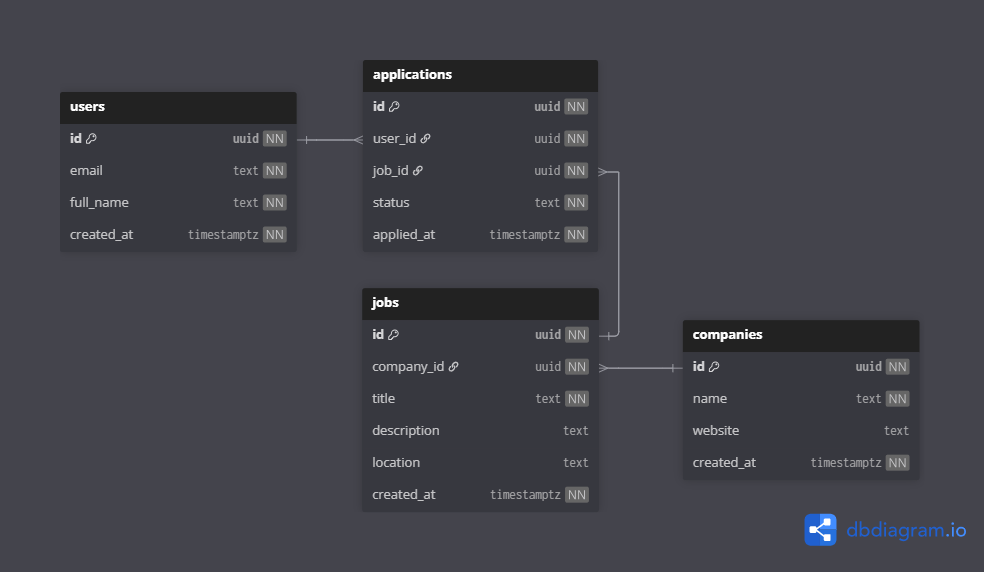 users
id uuid NN
email text NN
full_name text NN
created_at timestamptz NN
applications
id uuid NN
user_id uuid NN
job_id uuid NN
status text NN
applied_at timestamptz NN
jobs
id uuid NN
company_id uuid NN
title text NN
description text
location text
created_at timestamptz NN
companies
id uuid NN
name text NN
website text
created_at timestamptz NN
dbdiagram.io